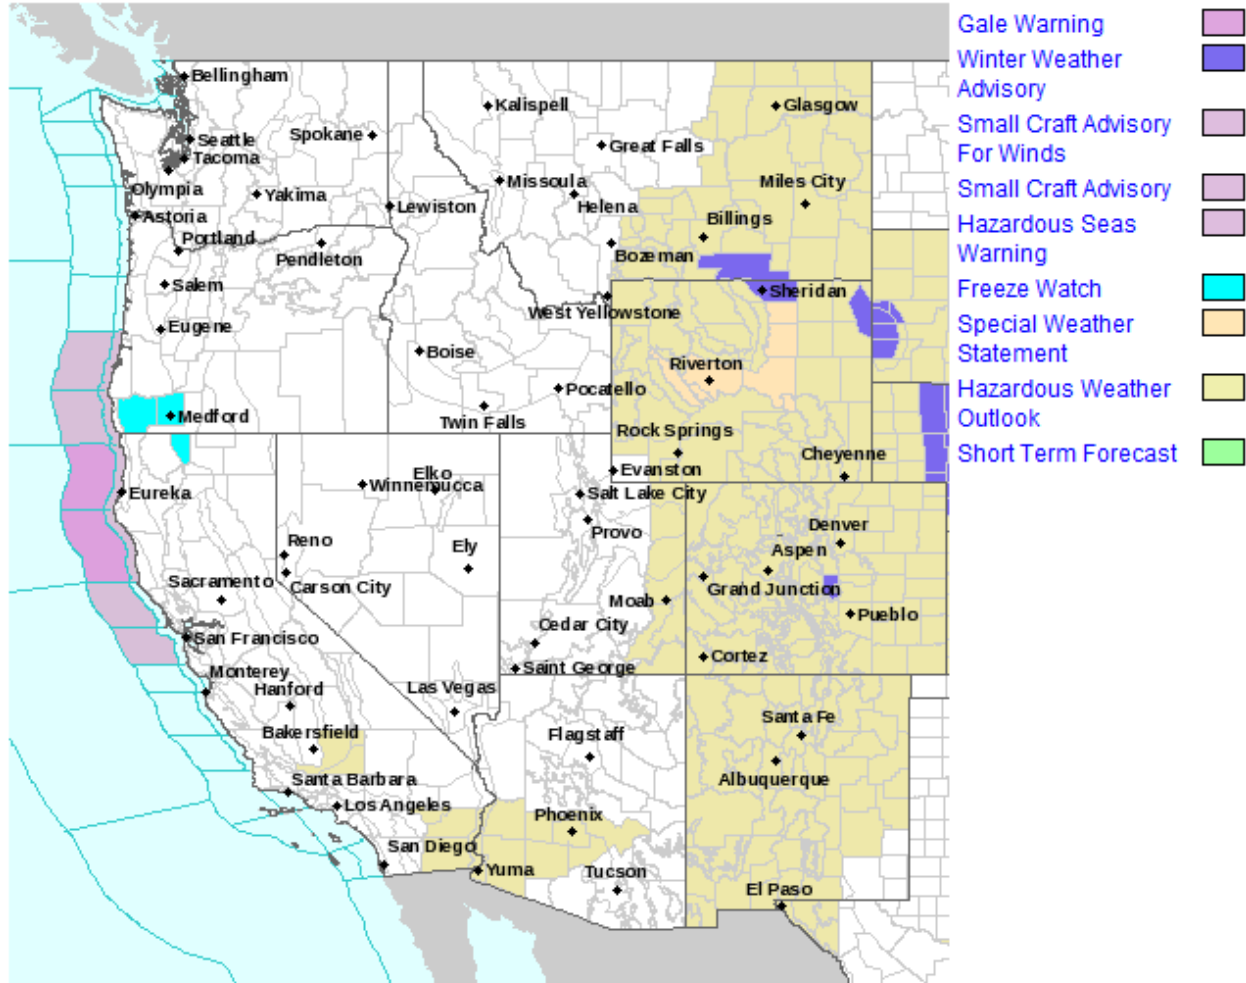 Gale Warning
Winter Weather
Advisory
Small Craft Advisory
For Winds
Small Craft Advisory
Hazardous Seas
Warning
Freeze Watch
Special Weather
Statement
Hazardous Weather
Outlook
Short Term Forecast
Bellingham
Kalispell
Glasgow
Seattle
Spokane
Great Falls
Tacoma
Olympia
Yakima
Missoula
Miles City
Astoria
Lewiston
Helena
Billings
Portland
Pendleton
Bozeman
Salem
Sheridan
West Yellowstone
Eugene
Boise
Riverton
Pocatello
Medford
Twin Falls
Rock Springs
Cheyenne
Evanston
Elko
Winnemucca
Eureka
Salt Lake City
Provo
Denver
Reno
Ely
Aspen
Carson City
Grand Junction
Sacramento
Moab
Pueblo
Cedar City
San Francisco
Cortez
Saint George
Monterey
Hanford
Las Vegas
Santa Fe
Bakersfield
Flagstaff
Albuquerque
Santa Barbara
Los Angeles
Phoenix
San Diego
Yuma
Tucson
El Paso